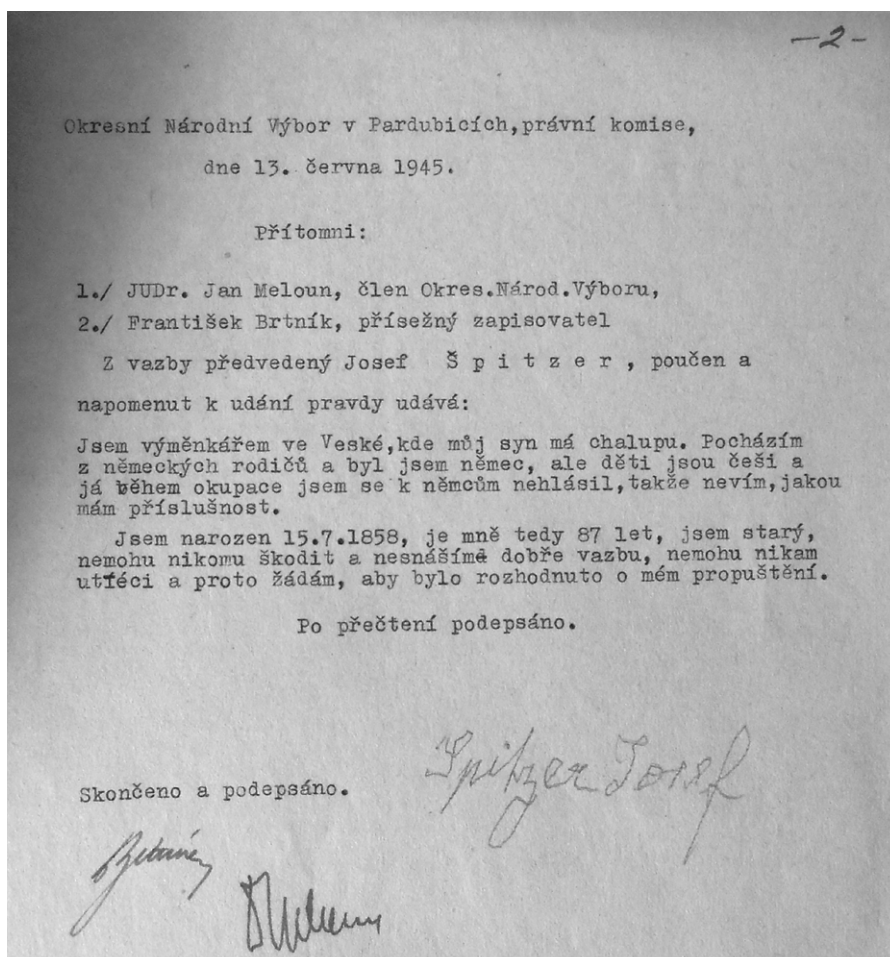 -2-
Okresní Národní Výbor v Pardubicích,právní komise,
dne 13. června 1945.
Přítomni:
1./ JUDr. Jan Meloun, člen Okres.Národ.Výboru,
2./ František Brtník, přísežný zapisovatel
Z vazby předvedený Josef Š p i t z e r , poučen a
napomenut k udání pravdy udává:
Jsem výměnkářem ve Veské,kde můj syn má chalupu. Pocházím
z německých rodičů a byl jsem němec, ale děti jsou češi a
já během okupace jsem se k němcům nehlásil,takže nevím,jakou
mám příslušnost.
Jsem narozen 15.7.1858, je mně tedy 87 let, jsem starý,
nemohu nikomu škodit a nesnáším dobře vazbu, nemohu nikam
utéci a proto žádám, aby bylo rozhodnuto o mém propuštění.
Po přečtení podepsáno.
Spitzer Josef
Skončeno a podepsáno.